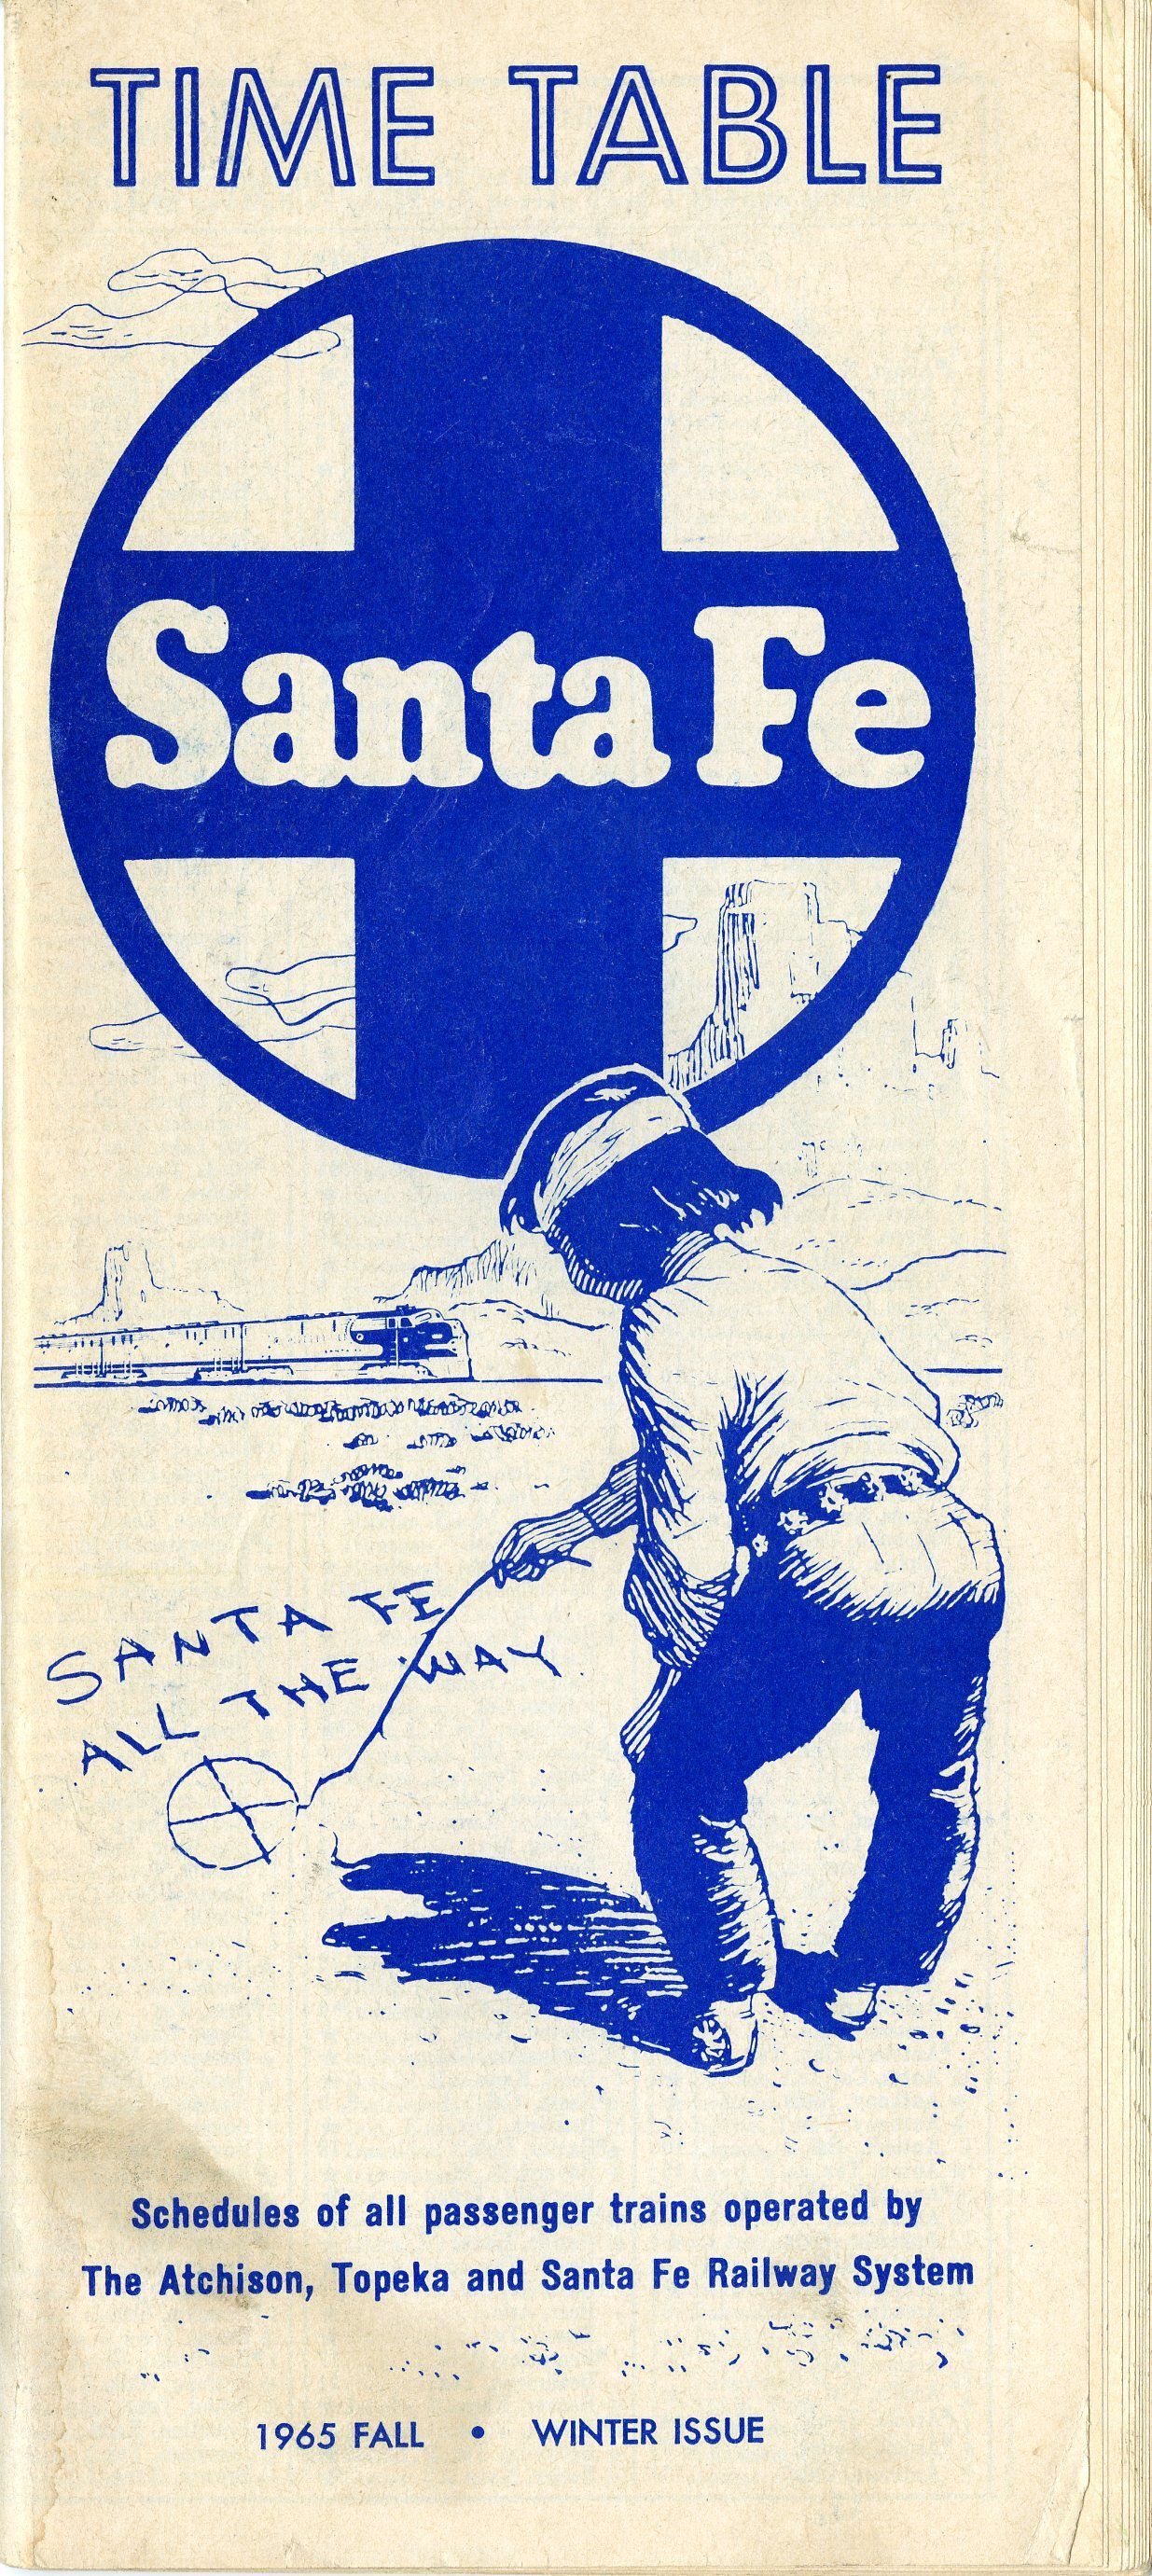 TIME TABLE
Santa Fe
SANTA FE
ALL THE WAY
Schedules of all passenger trains operated by
The Atchison, Topeka and Santa Fe Railway System
1965 FALL • WINTER ISSUE